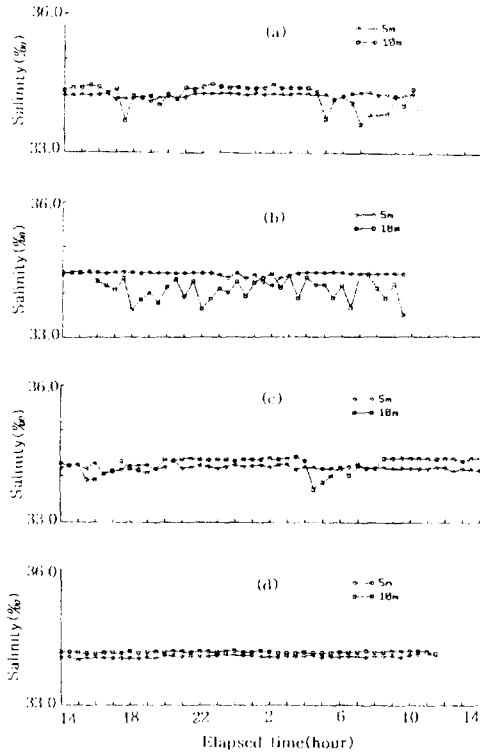 36.0
(a)
5m
10m
Salinity(‰)
33.0
36.0
(b)
5m
10m
Salinity(‰)
33.0
36.0
(c)
5m
10m
Salinity(‰)
33.0
36.0
(d)
5m
10m
Salinity(‰)
33.0
14 18 22 2 6 10 14
Elapsed time(hour)